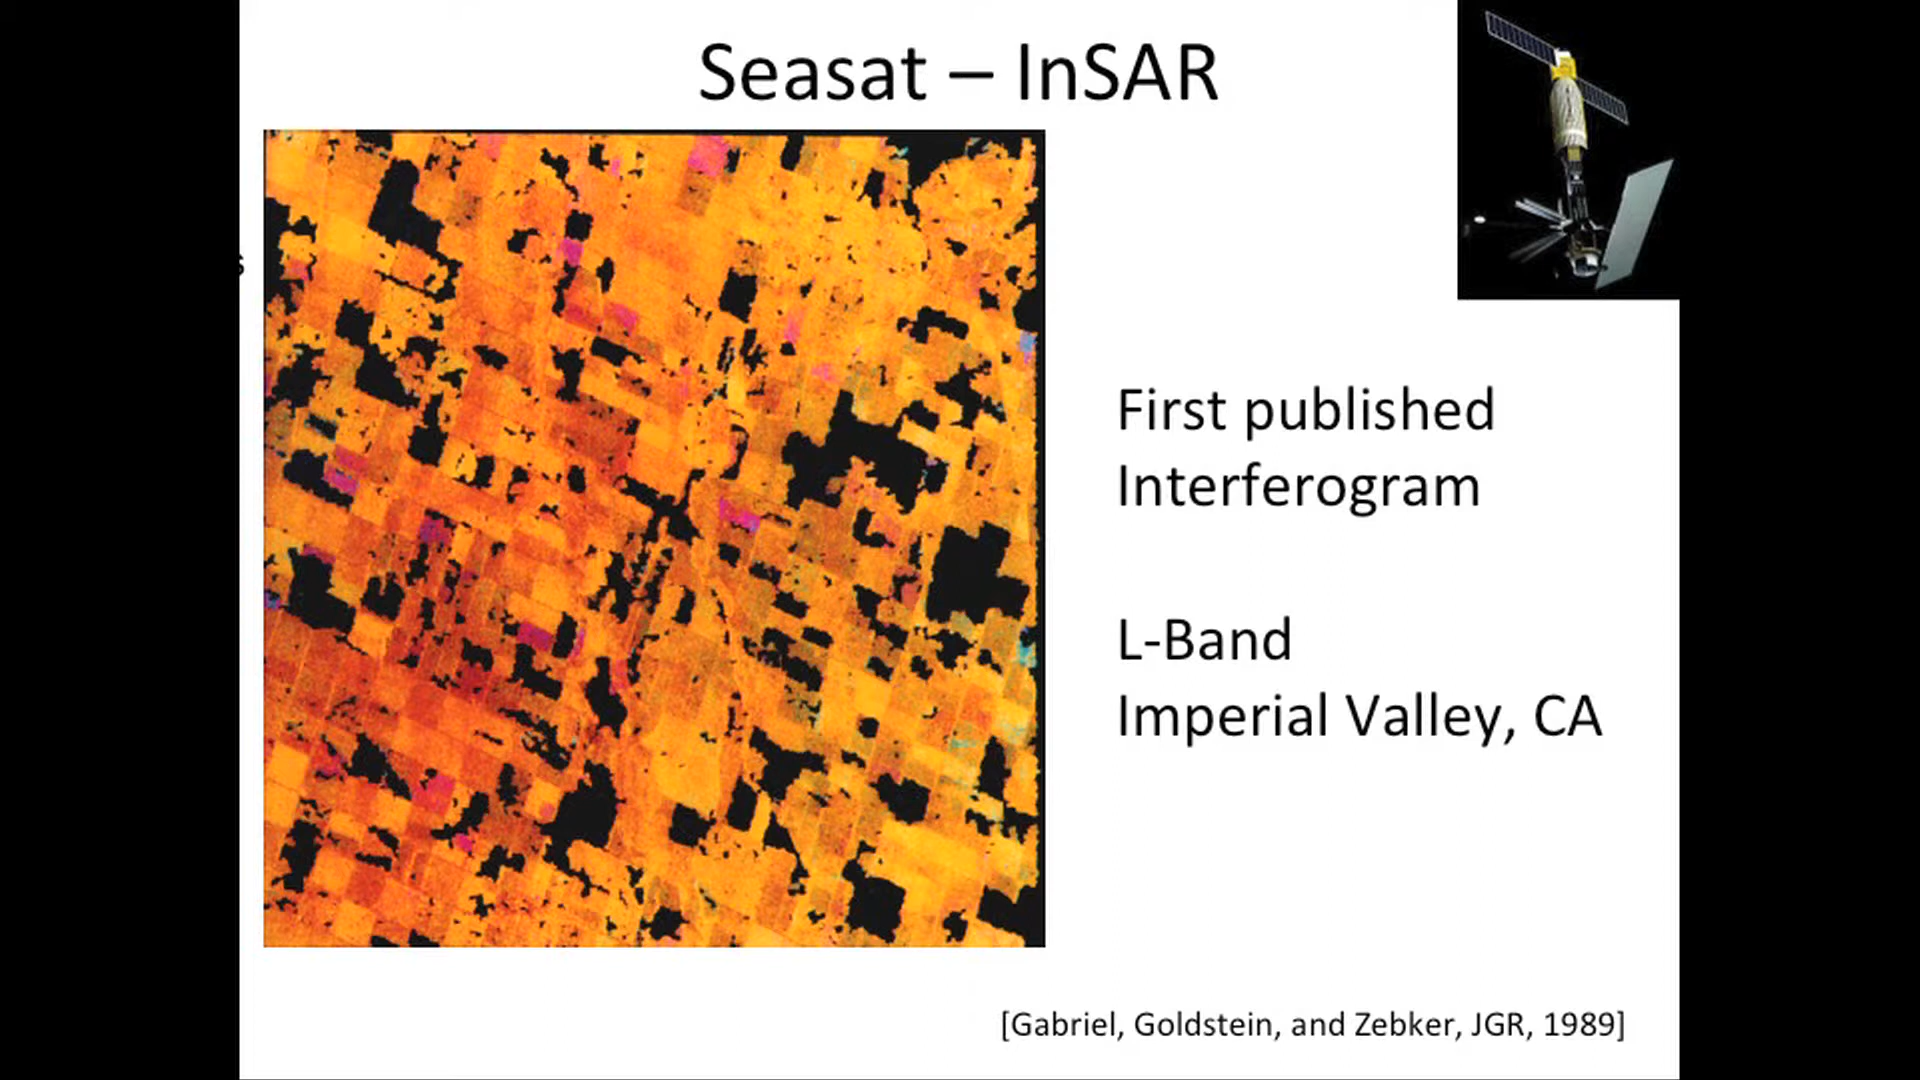 Seasat – InSAR
s
First published
Interferogram
L-Band
Imperial Valley, CA
[Gabriel, Goldstein, and Zebker, JGR, 1989]